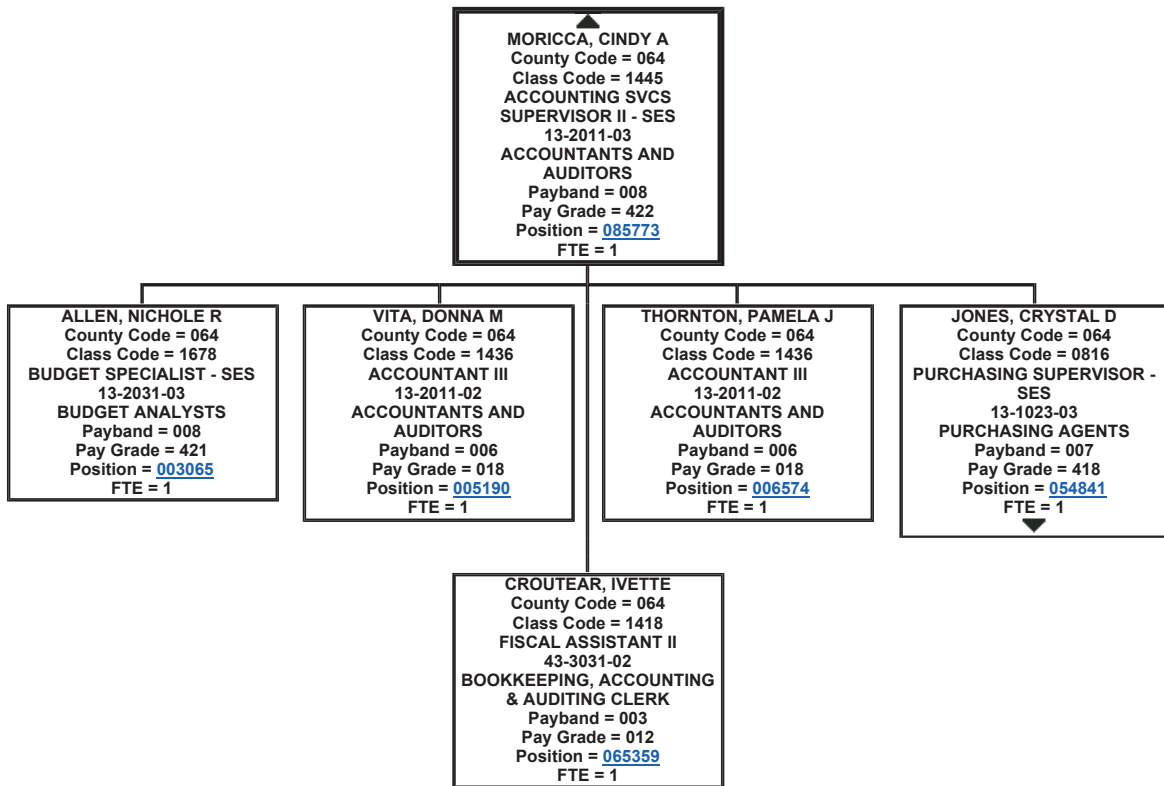 MORICCA, CINDY A
County Code = 064
Class Code = 1445
ACCOUNTING SVCS
SUPERVISOR II - SES
13-2011-03
ACCOUNTANTS AND
AUDITORS
Payband = 008
Pay Grade = 422
Position = 085773
FTE = 1
ALLEN, NICHOLE R
County Code = 064
Class Code = 1678
BUDGET SPECIALIST - SES
13-2031-03
BUDGET ANALYSTS
Payband = 008
Pay Grade = 421
Position = 003065
FTE = 1
VITA, DONNA M
County Code = 064
Class Code = 1436
ACCOUNTANT III
13-2011-02
ACCOUNTANTS AND
AUDITORS
Payband = 006
Pay Grade = 018
Position = 005190
FTE = 1
THORNTON, PAMELA J
County Code = 064
Class Code = 1436
ACCOUNTANT III
13-2011-02
ACCOUNTANTS AND
AUDITORS
Payband = 006
Pay Grade = 018
Position = 006574
FTE = 1
JONES, CRYSTAL D
County Code = 064
Class Code = 0816
PURCHASING SUPERVISOR -
SES
13-1023-03
PURCHASING AGENTS
Payband = 007
Pay Grade = 418
Position = 054841
FTE = 1
CROUTEAR, IVETTE
County Code = 064
Class Code = 1418
FISCAL ASSISTANT II
43-3031-02
BOOKKEEPING, ACCOUNTING
& AUDITING CLERK
Payband = 003
Pay Grade = 012
Position = 065359
FTE = 1